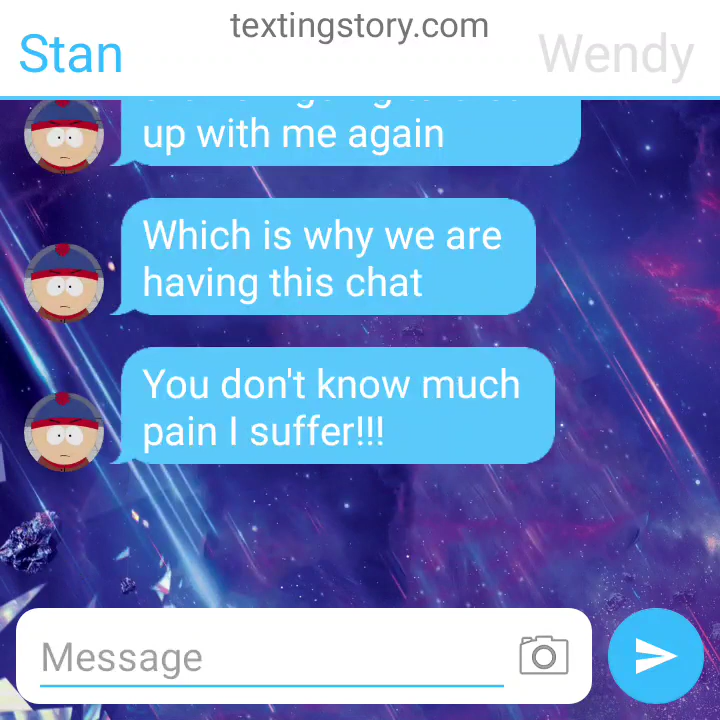 textingstory.com
Stan
Wendy
up with me again
Which is why we are
having this chat
You don't know much
pain I suffer!!!
Message